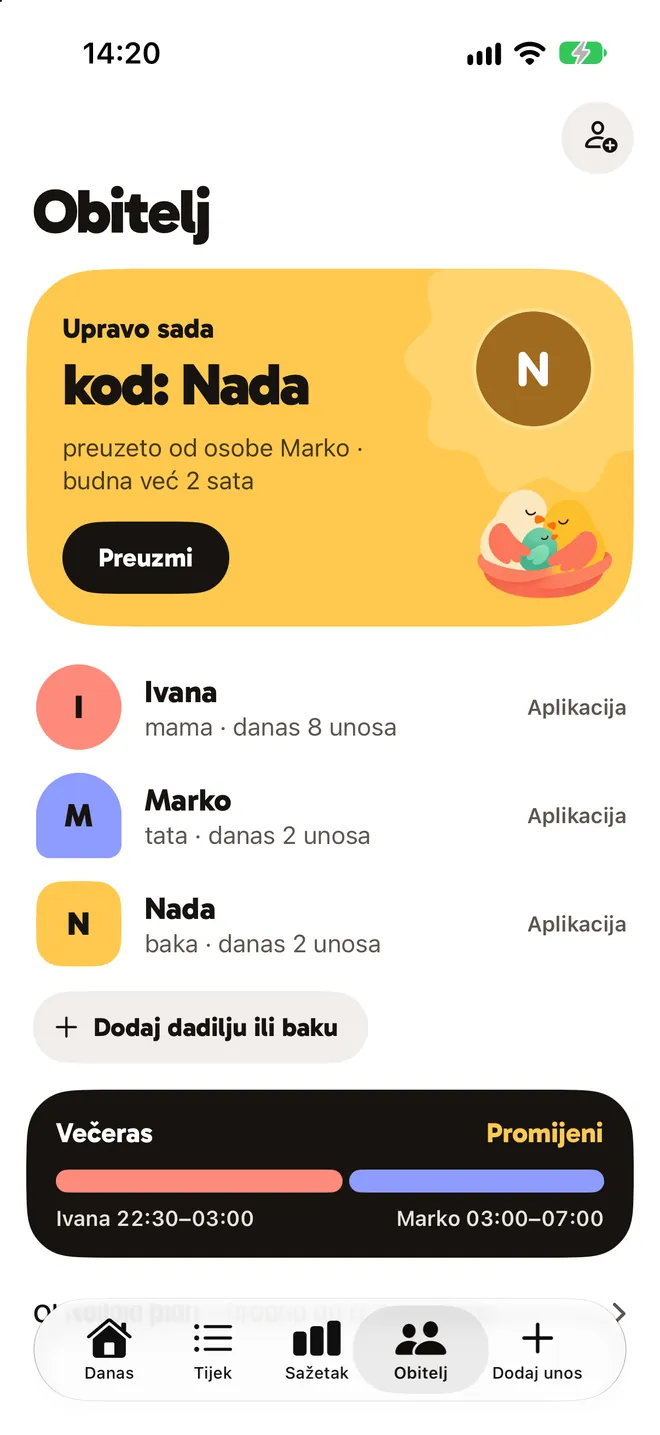 14:20
Obitelj
Upravo sada
kod: Nada
preuzeto od osobe Marko ·
budna već 2 sata
Preuzmi
N
I
Ivana
mama · danas 8 unosa
Aplikacija
M
Marko
tata · danas 2 unosa
Aplikacija
N
Nada
baka · danas 2 unosa
Aplikacija
Dodaj dadilju ili baku
Večeras
Promijeni
Ivana 22:30–03:00
Marko 03:00–07:00
Danas
Tijek
Sažetak
Obitelj
Dodaj unos